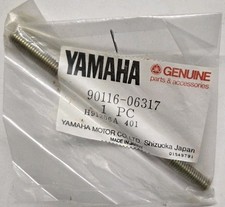 YAMAHA
GENUINE
parts & accessories
90116-06317
1 PC
YAMAHA MOTOR CO., LTD. Shizuoka Japan